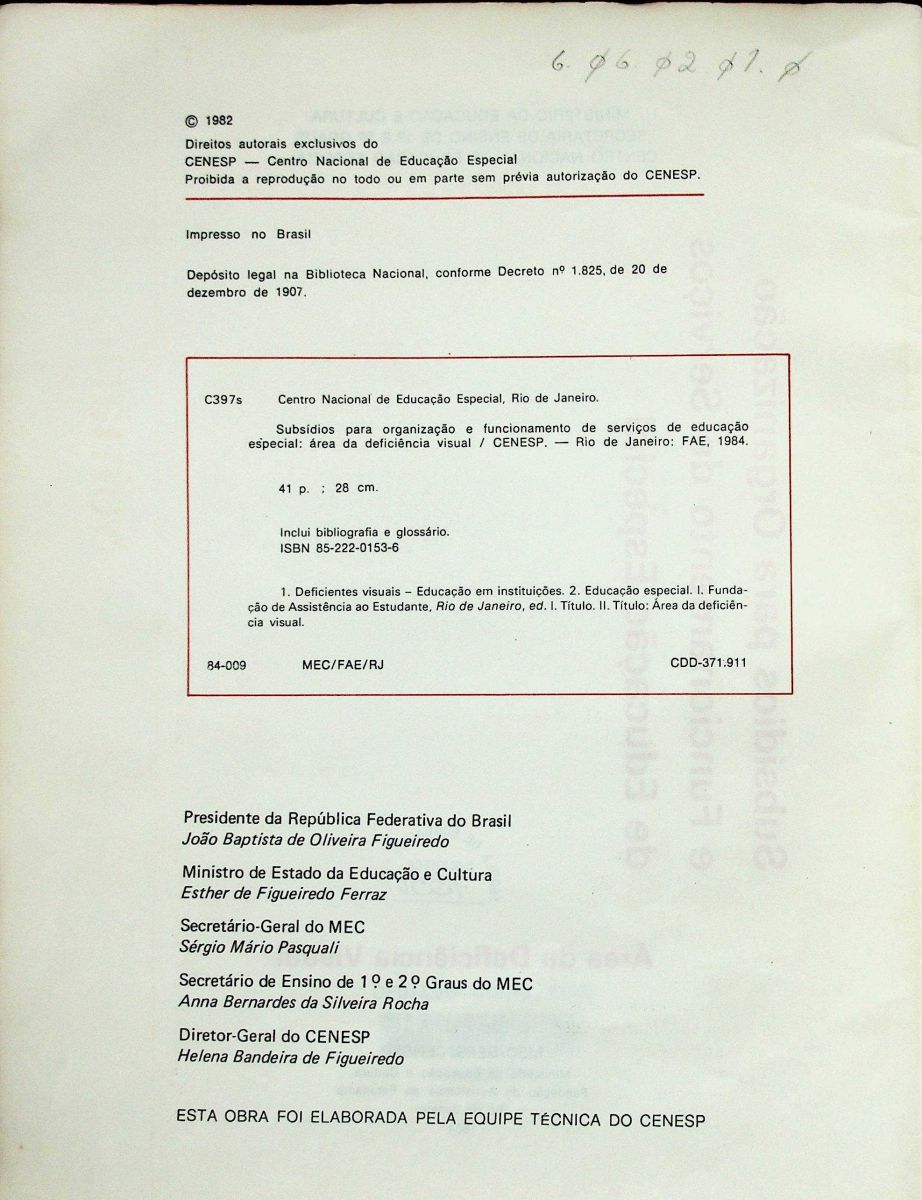 6. 06. 02 01. 0
© 1982
Direitos autorais exclusivos do
CENESP — Centro Nacional de Educação Especial
Proibida a reprodução no todo ou em parte sem prévia autorização do CENESP.
Impresso no Brasil
Depósito legal na Biblioteca Nacional, conforme Decreto nº 1.825, de 20 de
dezembro de 1907.
C397s Centro Nacional de Educação Especial, Rio de Janeiro.
Subsídios para organização e funcionamento de serviços de educação
especial: área da deficiência visual / CENESP. — Rio de Janeiro: FAE, 1984.
41 p. ; 28 cm.
Inclui bibliografia e glossário.
ISBN 85-222-0153-6
1. Deficientes visuais – Educação em instituições. 2. Educação especial. I. Funda-
ção de Assistência ao Estudante, Rio de Janeiro, ed. I. Título. II. Título: Área da deficiên-
cia visual.
84-009 MEC/FAE/RJ CDD-371.911
Presidente da República Federativa do Brasil
João Baptista de Oliveira Figueiredo
Ministro de Estado da Educação e Cultura
Esther de Figueiredo Ferraz
Secretário-Geral do MEC
Sérgio Mário Pasquali
Secretário de Ensino de 1º e 2º Graus do MEC
Anna Bernardes da Silveira Rocha
Diretor-Geral do CENESP
Helena Bandeira de Figueiredo
ESTA OBRA FOI ELABORADA PELA EQUIPE TÉCNICA DO CENESP